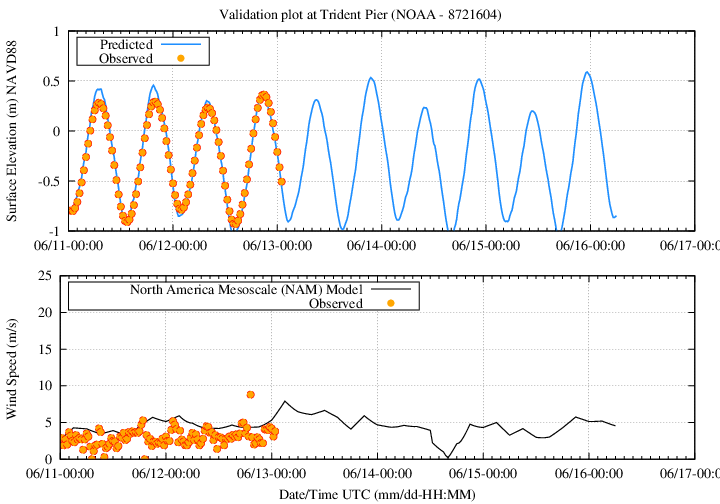 Validation plot at Trident Pier (NOAA - 8721604)
Surface Elevation (m) NAVD88
Predicted
Observed
1
0.5
0
-0.5
-1
06/11-00:00 06/12-00:00 06/13-00:00 06/14-00:00 06/15-00:00 06/16-00:00 06/17-00:0
Wind Speed (m/s)
North America Mesoscale (NAM) Model
Observed
25
20
15
10
5
0
06/11-00:00 06/12-00:00 06/13-00:00 06/14-00:00 06/15-00:00 06/16-00:00 06/17-00:0
Date/Time UTC (mm/dd-HH:MM)